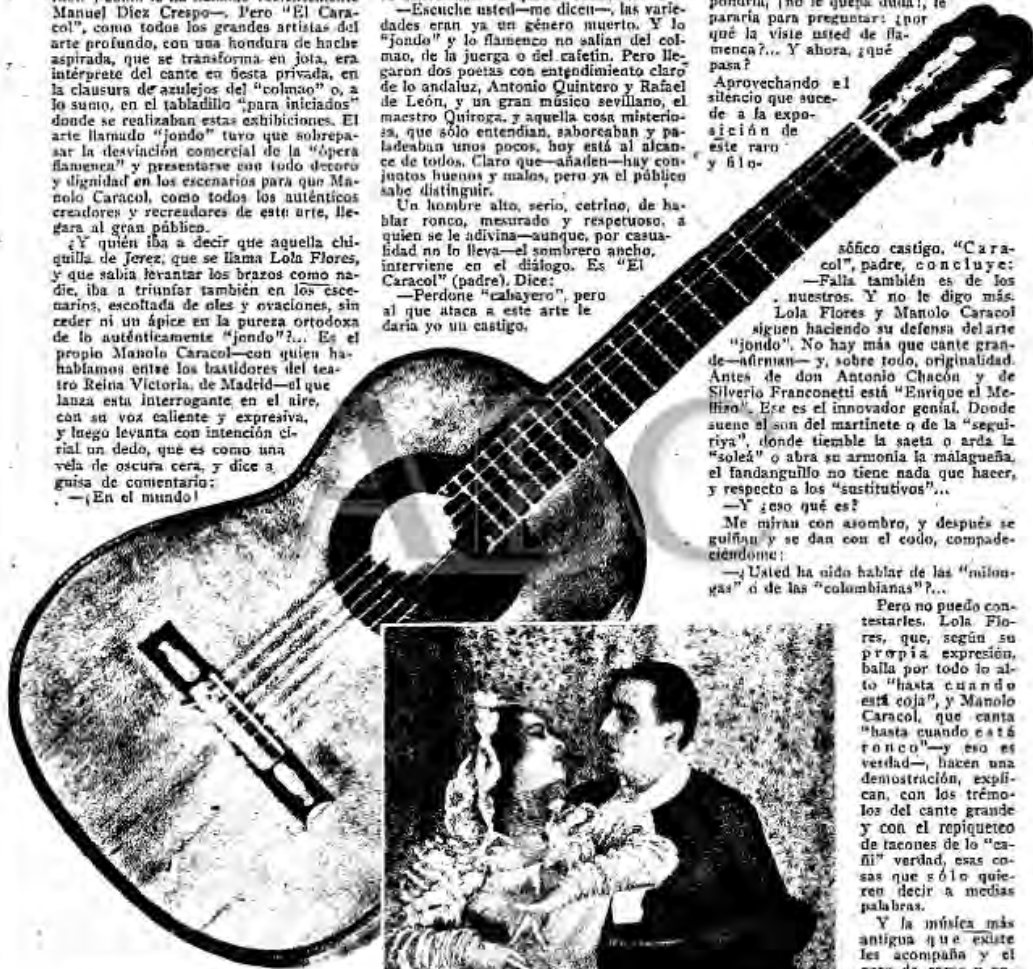 Manuel Díez Crespo—. Pero "El Cara-
col", como todos los grandes artistas del
arte profundo, con una hondura de hache
aspirada, que se transforma en jota, era
intérprete del cante en fiesta privada, en
la clausura de azulejos del "colmao" o, a
lo sumo, en el tabladillo "para iniciados"
donde se realizaban estas exhibiciones. El
arte llamado "jondo" tuvo que sobrepa-
sar la desviación comercial de la "ópera
flamenca" y presentarse con todo decoro
y dignidad en los escenarios para que Ma-
nolo Caracol, como todos los auténticos
creadores y recreadores de este arte, lle-
gara al gran público.
¿Y quién iba a decir que aquella chi-
quilla de Jerez, que se llama Lola Flores,
y que sabía levantar los brazos como na-
die, iba a triunfar también en los esce-
narios, escoltada de oles y ovaciones, sin
ceder ni un ápice en la pureza ortodoxa
de lo auténticamente "jondo"?... Es el
propio Manolo Caracol—con quien ha-
hablamos entre los bastidores del tea-
tro Reina Victoria, de Madrid—el que
lanza esta interrogante en el aire,
con su voz caliente y expresiva,
y luego levanta con intención ci-
rial un dedo, que es como una
vela de oscura cera, y dice a
guisa de comentario:
—¡En el mundo!
—Escuche usted—me dicen—, las varie-
dades eran ya un género muerto. Y lo
"jondo" y lo flamenco no salían del col-
mao, de la juerga o del cafetín. Pero lle-
garon dos poetas con entendimiento claro
de lo andaluz, Antonio Quintero y Rafael
de León, y un gran músico sevillano, el
maestro Quiroga, y aquella cosa misterio-
sa, que sólo entendían, saboreaban y pa-
ladeaban unos pocos, hoy está al alcan-
ce de todos. Claro que—añaden—hay con-
juntos buenos y malos, pero ya el público
sabe distinguir.
Un hombre alto, serio, cetrino, de ha-
blar ronco, mesurado y respetuoso, a
quien se le adivina—aunque, por casua-
lidad no lo lleva—el sombrero ancho,
interviene en el diálogo. Es "El
Caracol" (padre). Dice:
—Perdone "cabayero", pero
al que ataca a este arte le
daría yo un castigo.
pondría, ¡no le quepa duda!, le
pararía para preguntar: ¿por
qué la viste usted de fla-
menca?... Y ahora, ¿qué
pasa?
Aprovechando el
silencio que suce-
de a la expo-
sición de
este raro
y filo-
sófico castigo, "Cara-
col", padre, concluye:
—Falla también es de los
nuestros. Y no le digo más.
Lola Flores y Manolo Caracol
siguen haciendo su defensa del arte
"jondo". No hay más que cante gran-
de—afirman— y, sobre todo, originalidad.
Antes de don Antonio Chacón y de
Silverio Franconetti está "Enrique el Me-
llizo". Ese es el innovador genial. Donde
suene el son del martinete o de la "segui-
riya", donde tiemble la saeta o arda la
"soleá" o abra su armonía la malagueña,
el fandanguillo no tiene nada que hacer,
y respecto a los "sustitutivos"...
—Y ¿eso qué es?
Me miran con asombro, y después se
guiñan y se dan con el codo, compade-
ciéndome:
—¿Usted ha oído hablar de las "milon-
gas" o de las "colombianas"?...
Pero no puedo con-
testarles. Lola Flo-
res, que, según su
propia expresión,
baila por todo lo al-
to "hasta cuando
está coja", y Manolo
Caracol, que canta
"hasta cuando está
ronco"—y eso es
verdad—, hacen una
demostración, expli-
can, con los trémo-
los del cante grande
y con el repiqueteo
de tacones de lo "ca-
ñí" verdad, esas co-
sas que sólo quie-
ren decir a medias
palabras.
Y la música más
antigua que existe
les acompaña y el
ABC